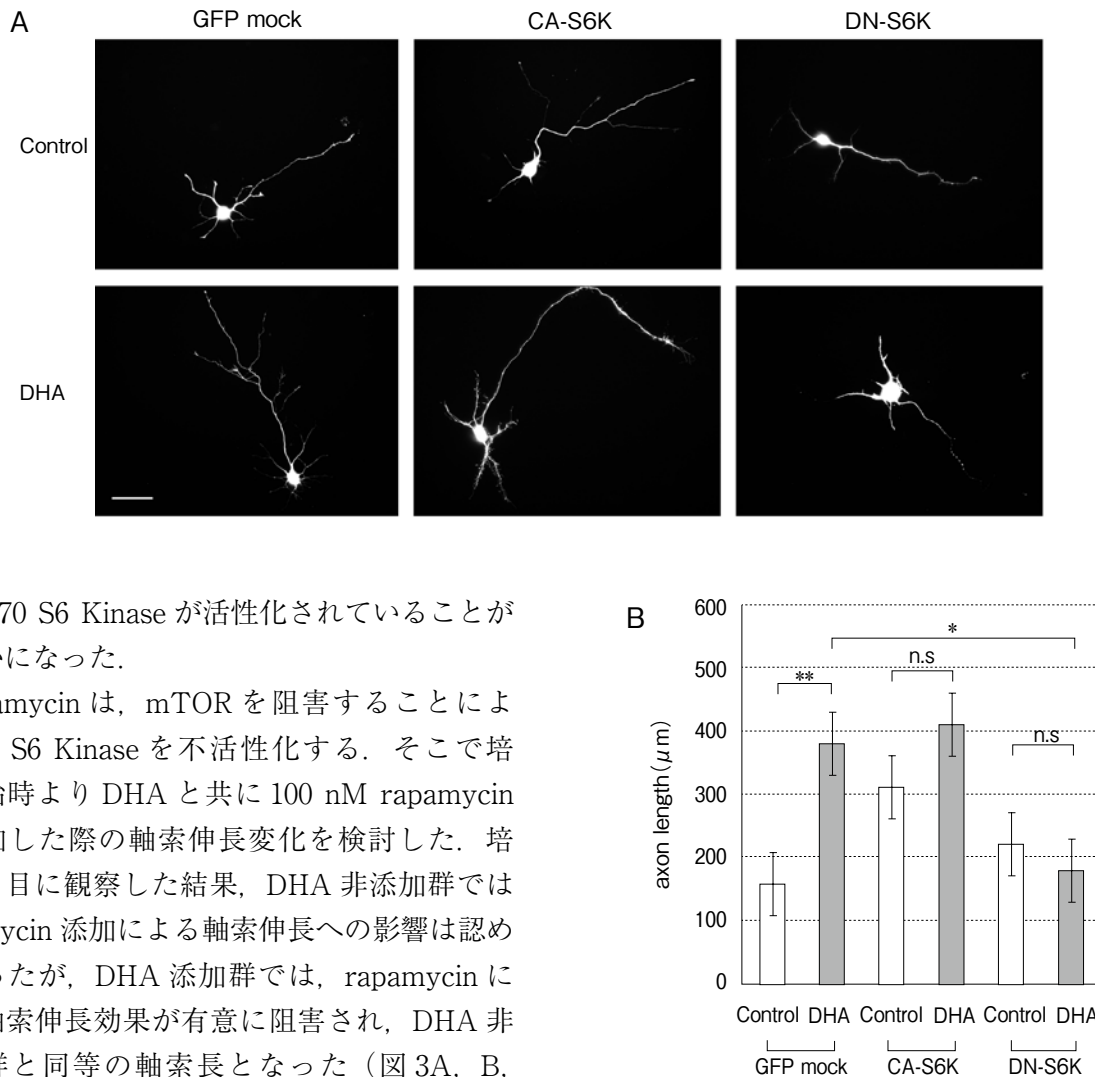 A
GFP mock
CA-S6K
DN-S6K
Control
DHA
70 S6 Kinase が活性化されていることが
いになった.
amycin は,mTOR を阻害することによ
S6 Kinase を不活性化する.そこで培
始時より DHA と共に 100 nM rapamycin
加した際の軸索伸長変化を検討した.培
目に観察した結果,DHA 非添加群では
ycin 添加による軸索伸長への影響は認め
ったが,DHA 添加群では,rapamycin に
軸索伸長効果が有意に阻害され,DHA 非
群と同等の軸索長となった(図 3A,B,
B
600
500
400
300
200
100
0
axon length(μm)
*
n.s
**
n.s
Control DHA Control DHA Control DHA
GFP mock CA-S6K DN-S6K